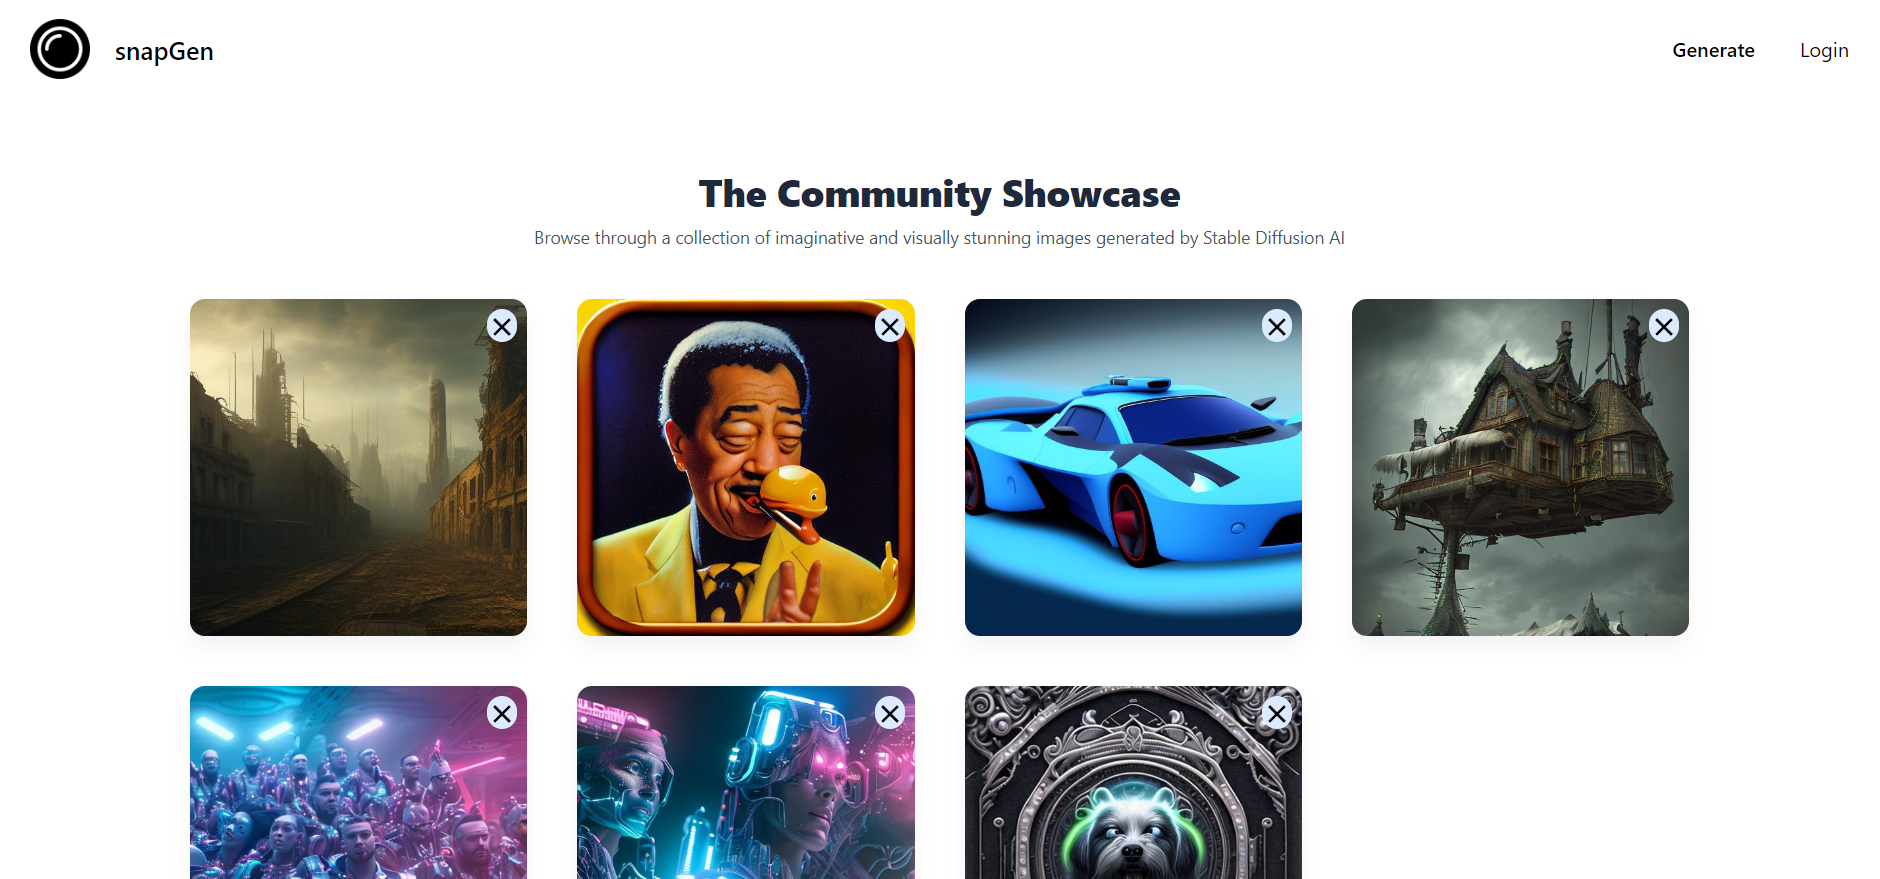 snapGen
Generate
Login
The Community Showcase
Browse through a collection of imaginative and visually stunning images generated by Stable Diffusion AI